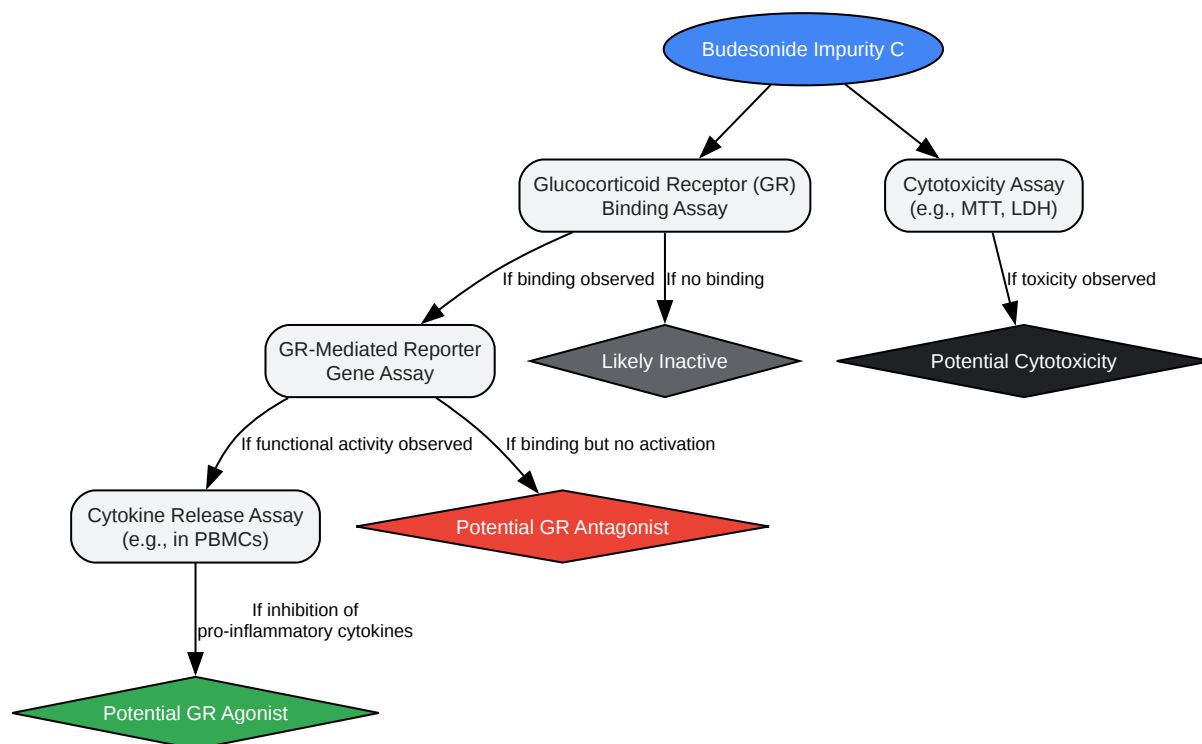 Budesonide Impurity C
Glucocorticoid Receptor (GR)
Binding Assay
Cytotoxicity Assay
(e.g., MTT, LDH)
If binding observed
If no binding
If toxicity observed
GR-Mediated Reporter
Gene Assay
Likely Inactive
Potential Cytotoxicity
If functional activity observed
If binding but no activation
Cytokine Release Assay
(e.g., in PBMCs)
Potential GR Antagonist
If inhibition of
pro-inflammatory cytokines
Potential GR Agonist